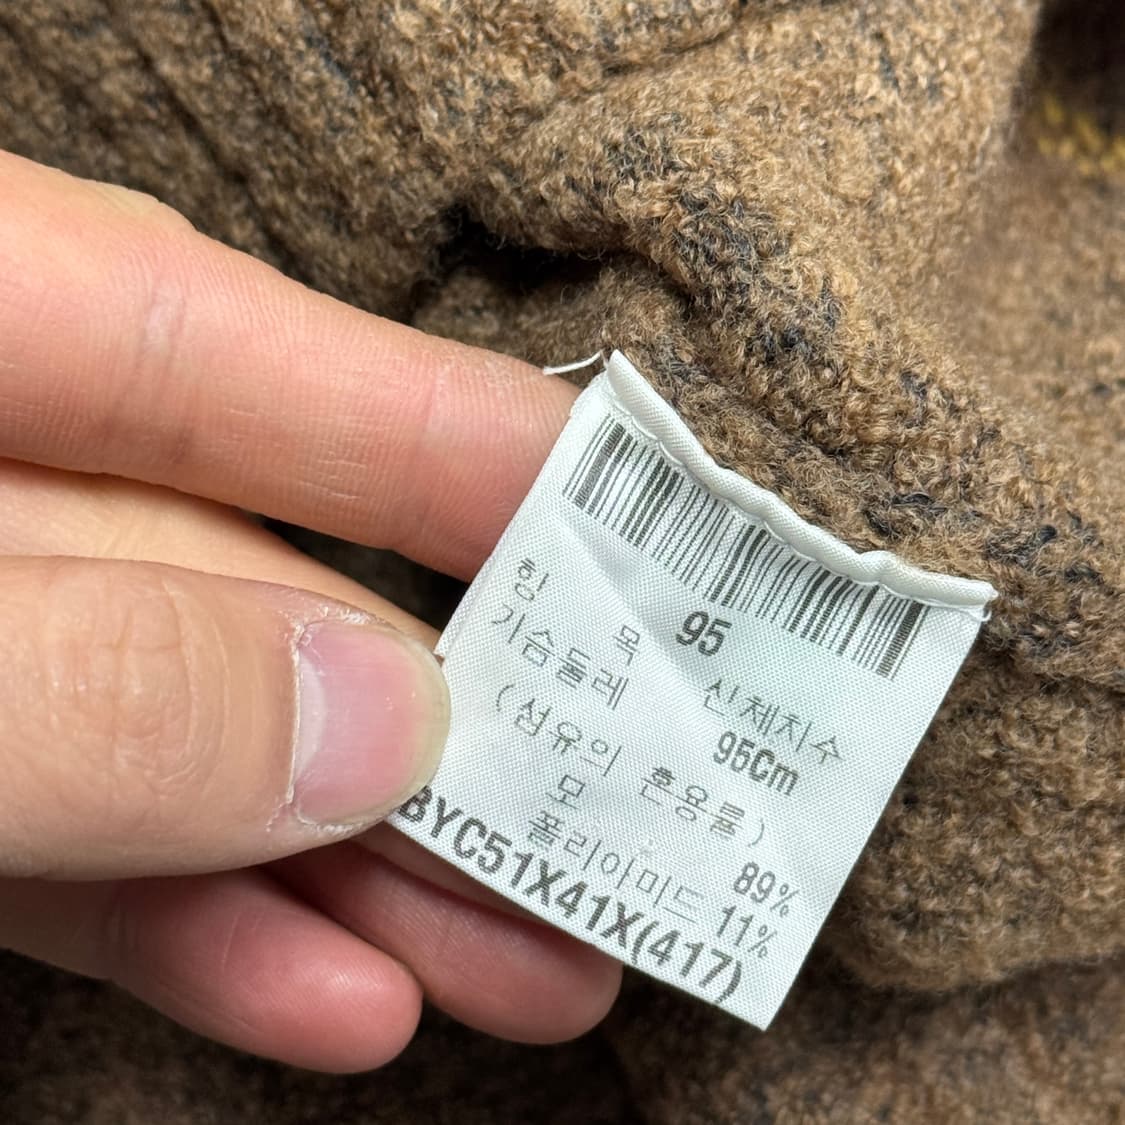 항 목 신체치수
95
가슴둘레 95Cm
(섬유의 혼용률)
모 89%
폴리아미드 11%
BYC51X41X(417)